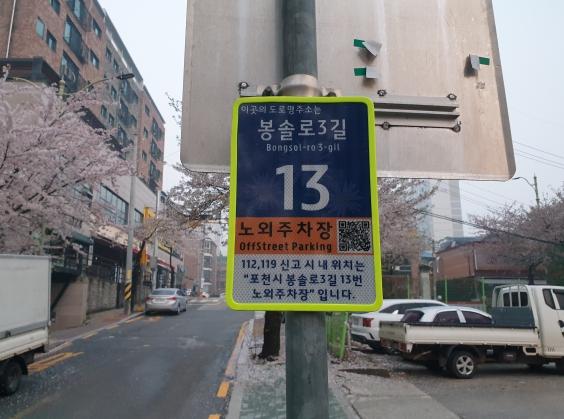 이곳의 도로명주소는
봉솔로3길
Bongsol-ro 3-gil
13
노외주차장
OffStreet Parking
112,119 신고 시 내 위치는
"포천시 봉솔로3길 13번
노외주차장" 입니다.